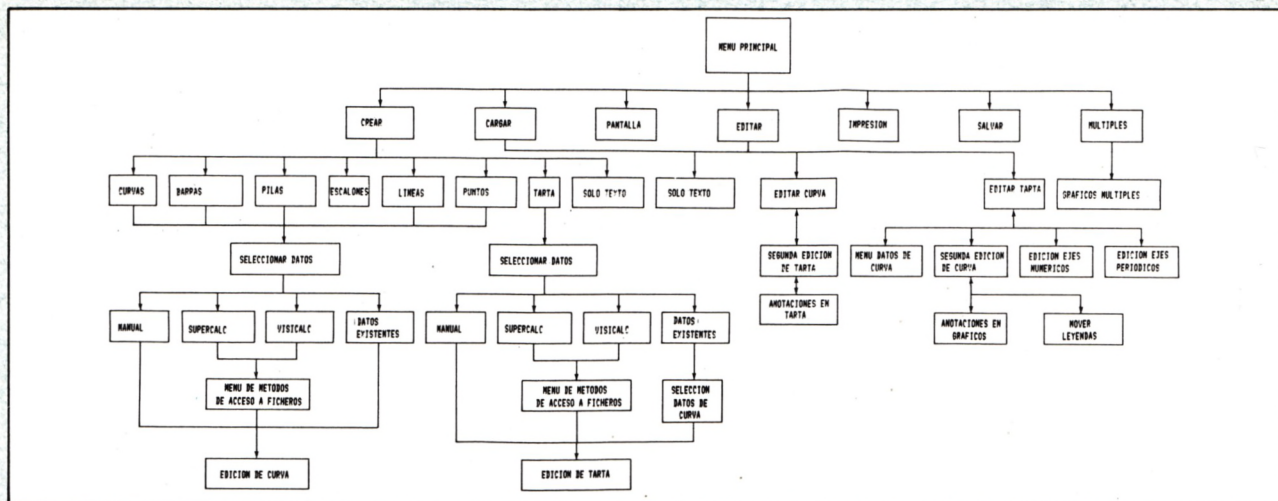 MENU PRINCIPAL
CREAR
CARGAR
PANTALLA
EDITAR
IMPRESION
SALVAR
MULTIPLES
CURVAS
BARRAS
PILAS
ESCALONES
LINEAS
PUNTOS
TARTA
SOLO TEXTO
SOLO TEXTO
EDITAR CURVA
EDITAR TARTA
GRAFICOS MULTIPLES
SELECCIONAR DATOS
SELECCIONAR DATOS
SEGUNDA EDICION
DE TARTA
MENU DATOS DE
CURVA
SEGUNDA EDICION
DE CURVA
EDICION EJES
NUMERICOS
EDICION EJES
PERIODICOS
MANUAL
SUPERCALC
VISICALC
DATOS
EXISTENTES
MANUAL
SUPERCALC
VISICALC
DATOS
EXISTENTES
ANOTACIONES EN
TARTA
ANOTACIONES EN
GRAFICOS
MOVER
LEYENDAS
MENU DE METODOS
DE ACCESO A FICHEROS
MENU DE METODOS
DE ACCESO A FICHEROS
SELECCION
DATOS DE
CURVA
EDICION DE CURVA
EDICION DE TARTA